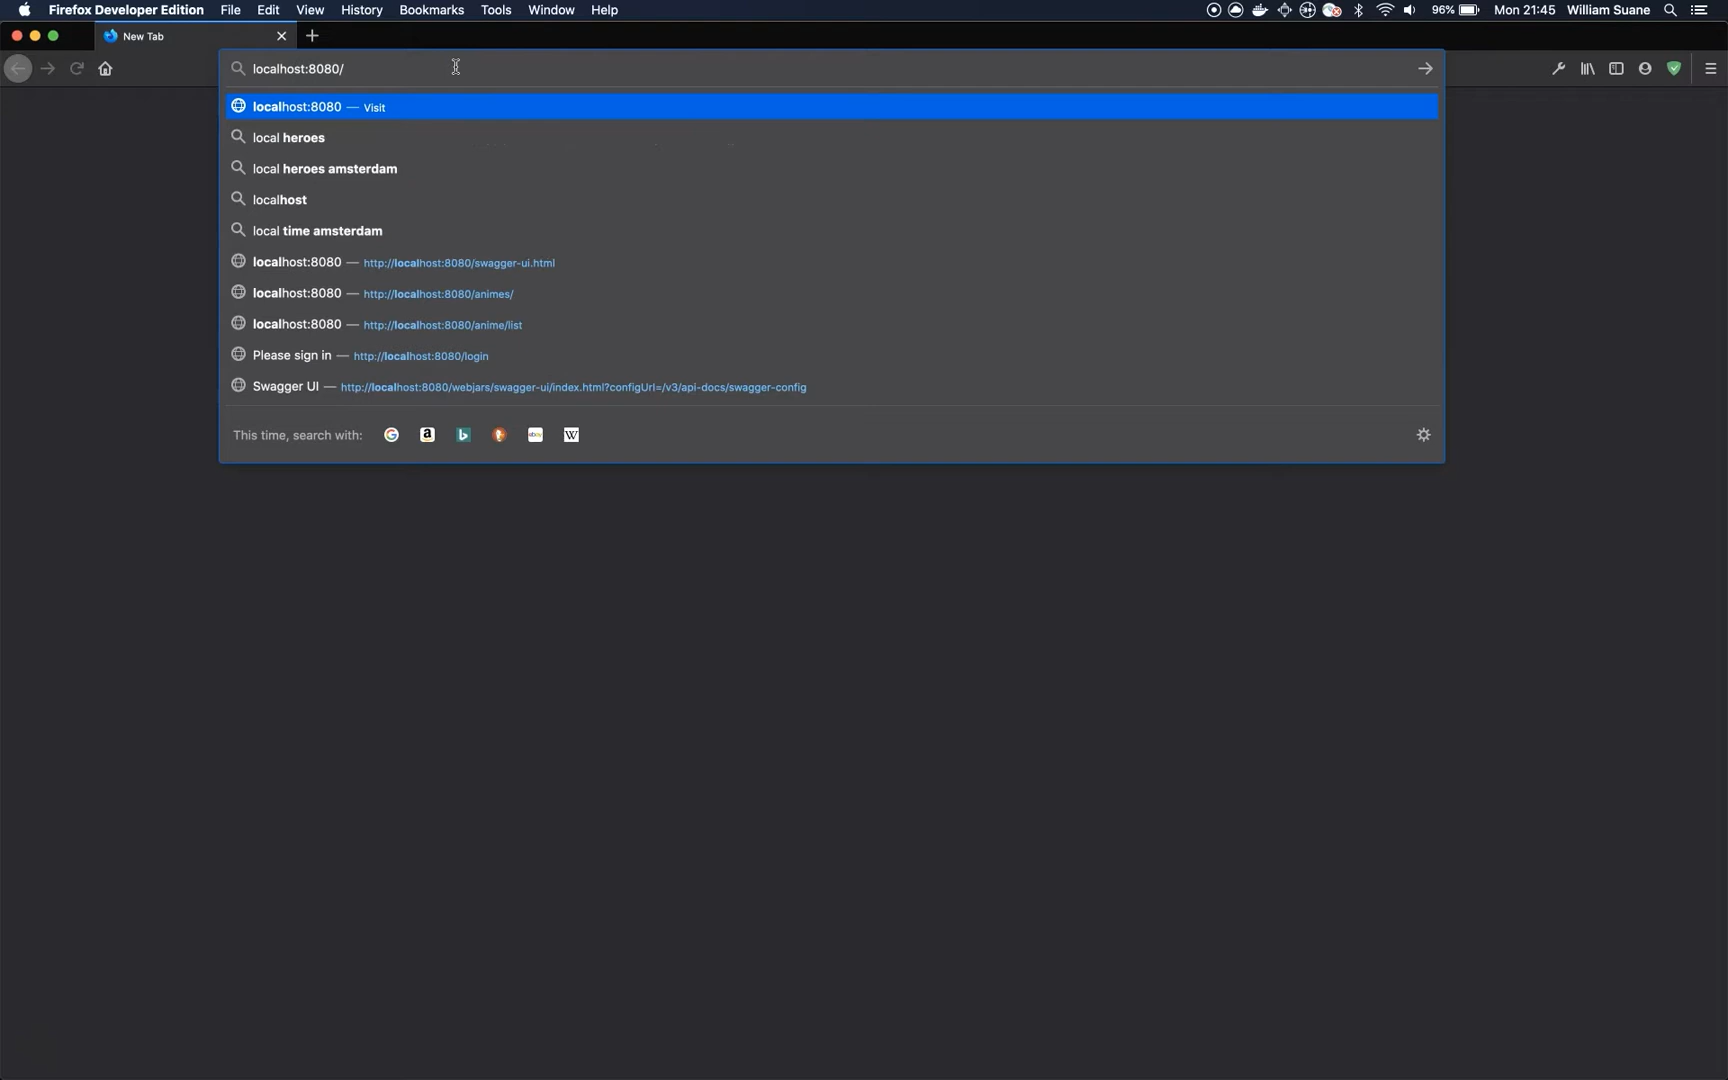 Firefox Developer Edition File Edit View History Bookmarks Tools Window Help 96% Mon 21:45 William Suane
New Tab
localhost:8080/
localhost:8080 — Visit
local heroes
local heroes amsterdam
localhost
local time amsterdam
localhost:8080 — http://localhost:8080/swagger-ui.html
localhost:8080 — http://localhost:8080/animes/
localhost:8080 — http://localhost:8080/anime/list
Please sign in — http://localhost:8080/login
Swagger UI — http://localhost:8080/webjars/swagger-ui/index.html?configUrl=/v3/api-docs/swagger-config
This time, search with: G a b ebay W